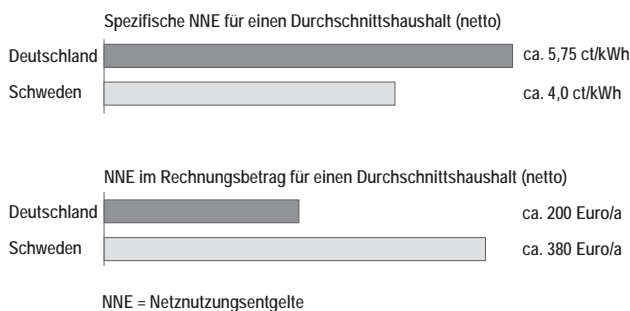 Spezifische NNE für einen Durchschnittshaushalt (netto)
Deutschland ca. 5,75 ct/kWh
Schweden ca. 4,0 ct/kWh
NNE im Rechnungsbetrag für einen Durchschnittshaushalt (netto)
Deutschland ca. 200 Euro/a
Schweden ca. 380 Euro/a
NNE = Netznutzungsentgelte